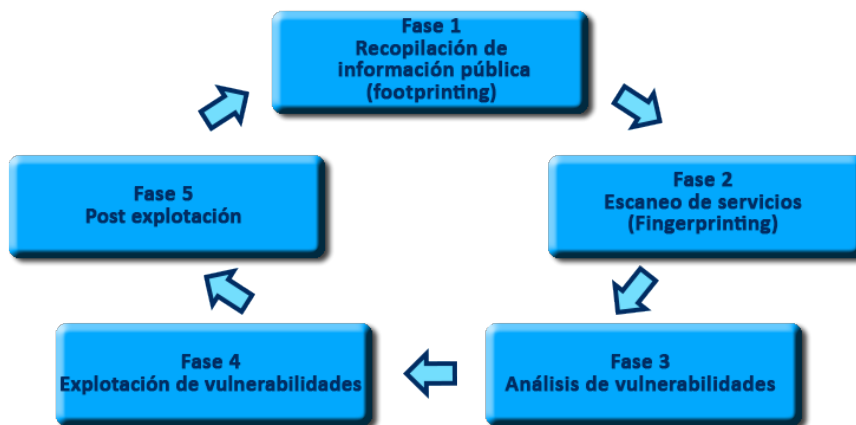 Fase 1
Recopilación de
información pública
(footprinting)
Fase 2
Escaneo de servicios
(Fingerprinting)
Fase 3
Análisis de vulnerabilidades
Fase 4
Explotación de vulnerabilidades
Fase 5
Post explotación